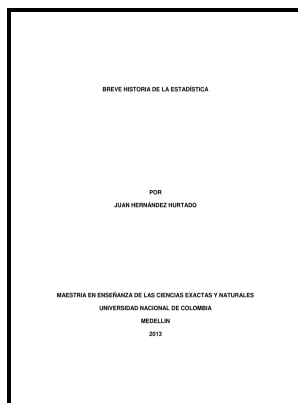 BREVE HISTORIA DE LA ESTADÍSTICA
POR
JUAN HERNÁNDEZ HURTADO
MAESTRIA EN ENSEÑANZA DE LAS CIENCIAS EXACTAS Y NATURALES
UNIVERSIDAD NACIONAL DE COLOMBIA
MEDELLIN
2013